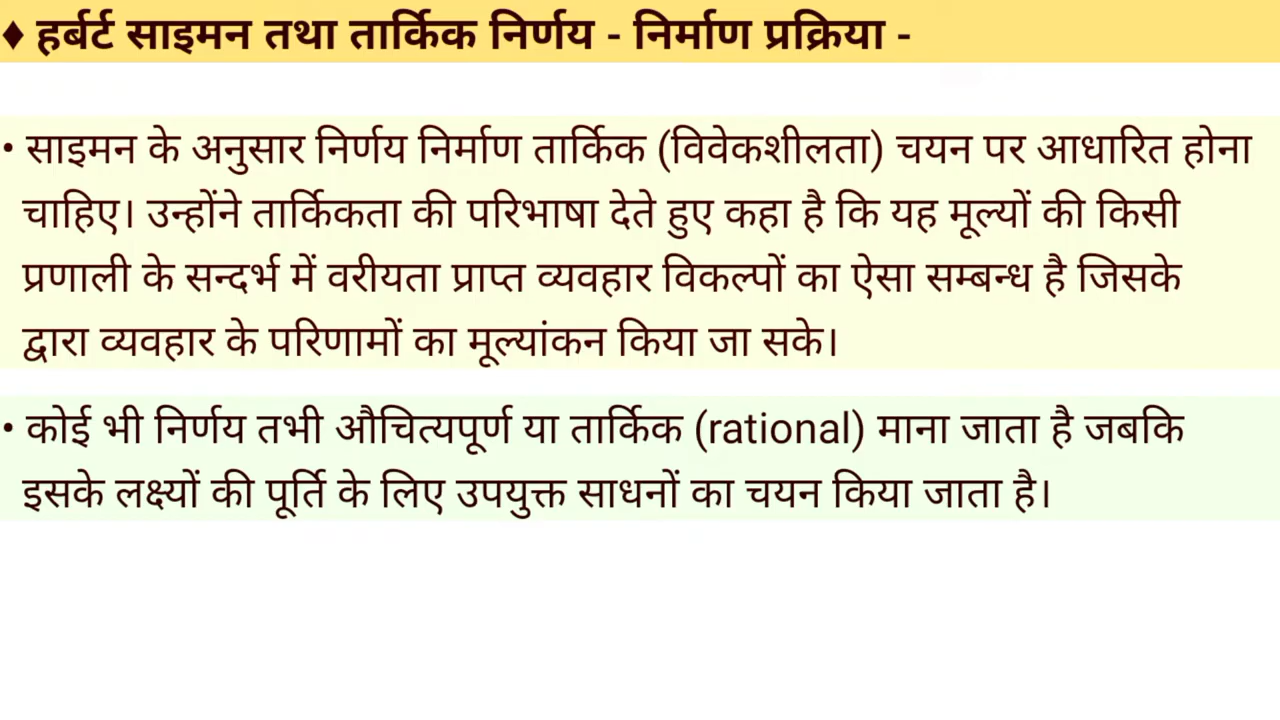 ♦ हर्बर्ट साइमन तथा तार्किक निर्णय - निर्माण प्रक्रिया -
• साइमन के अनुसार निर्णय निर्माण तार्किक (विवेकशीलता) चयन पर आधारित होना
चाहिए। उन्होंने तार्किकता की परिभाषा देते हुए कहा है कि यह मूल्यों की किसी
प्रणाली के सन्दर्भ में वरीयता प्राप्त व्यवहार विकल्पों का ऐसा सम्बन्ध है जिसके
द्वारा व्यवहार के परिणामों का मूल्यांकन किया जा सके।
• कोई भी निर्णय तभी औचित्यपूर्ण या तार्किक (rational) माना जाता है जबकि
इसके लक्ष्यों की पूर्ति के लिए उपयुक्त साधनों का चयन किया जाता है।